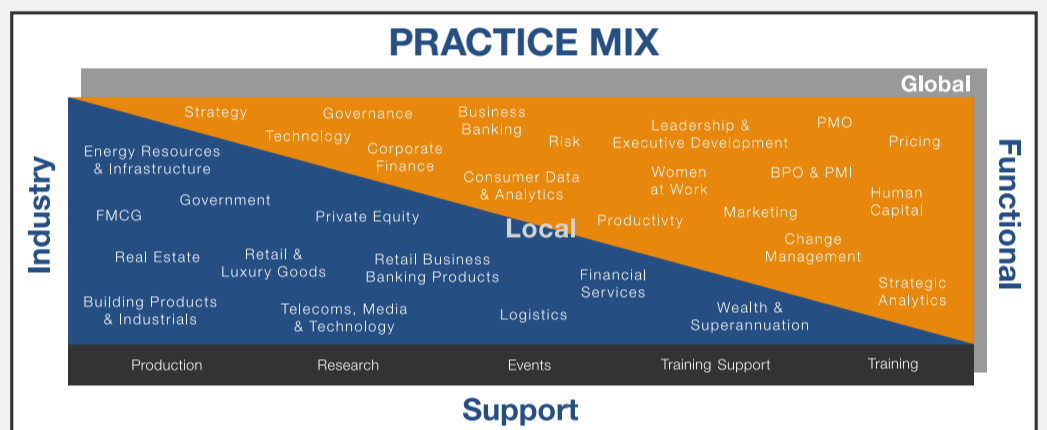 PRACTICE MIX
Global
Industry
Functional
Strategy
Governance
Business
Banking
Technology
Risk
Corporate
Finance
Leadership &
Executive Development
PMO
Pricing
Consumer Data
& Analytics
Women
at Work
BPO & PMI
Human
Capital
Productivty
Marketing
Change
Management
Strategic
Analytics
Local
Energy Resources
& Infrastructure
Government
FMCG
Private Equity
Real Estate
Retail &
Luxury Goods
Retail Business
Banking Products
Financial
Services
Building Products
& Industrials
Telecoms, Media
& Technology
Logistics
Wealth &
Superannuation
Production
Research
Events
Training Support
Training
Support